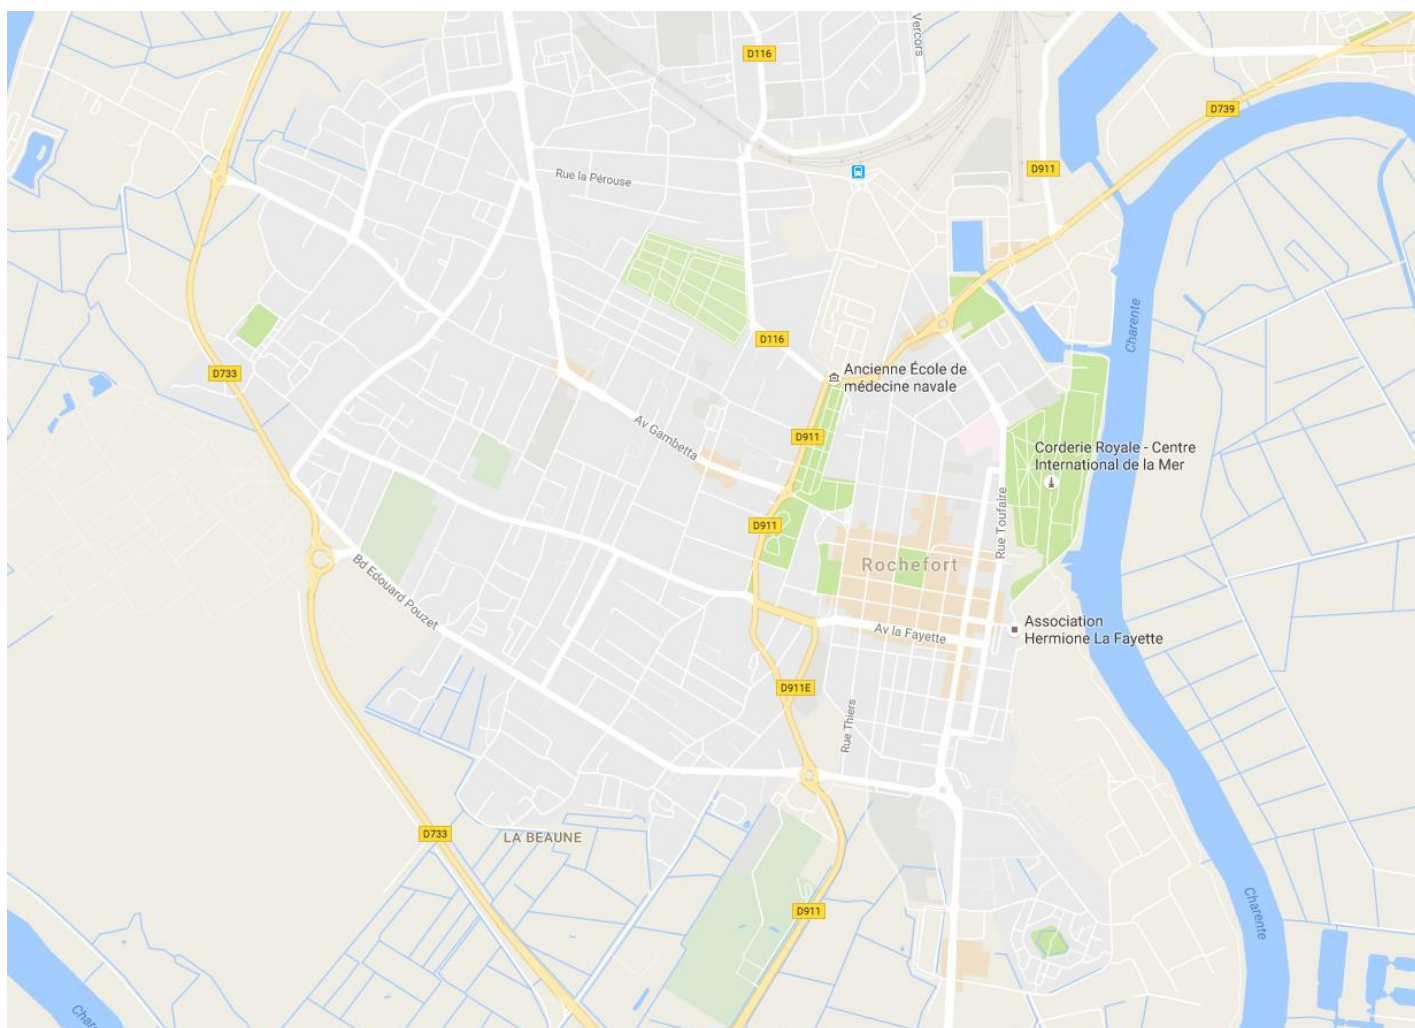 Vercors
D116
D739
D911
Rue la Pérouse
Charente
D116
D733
Ancienne École de
médecine navale
Av Gambetta
D911
Corderie Royale - Centre
International de la Mer
Rue Toufaire
D911
Rochefort
Bd Edouard Pouzet
Av la Fayette
Association
Hermione La Fayette
D911E
Rue Thiers
D733
LA BEAUNE
D911
Charente
Char